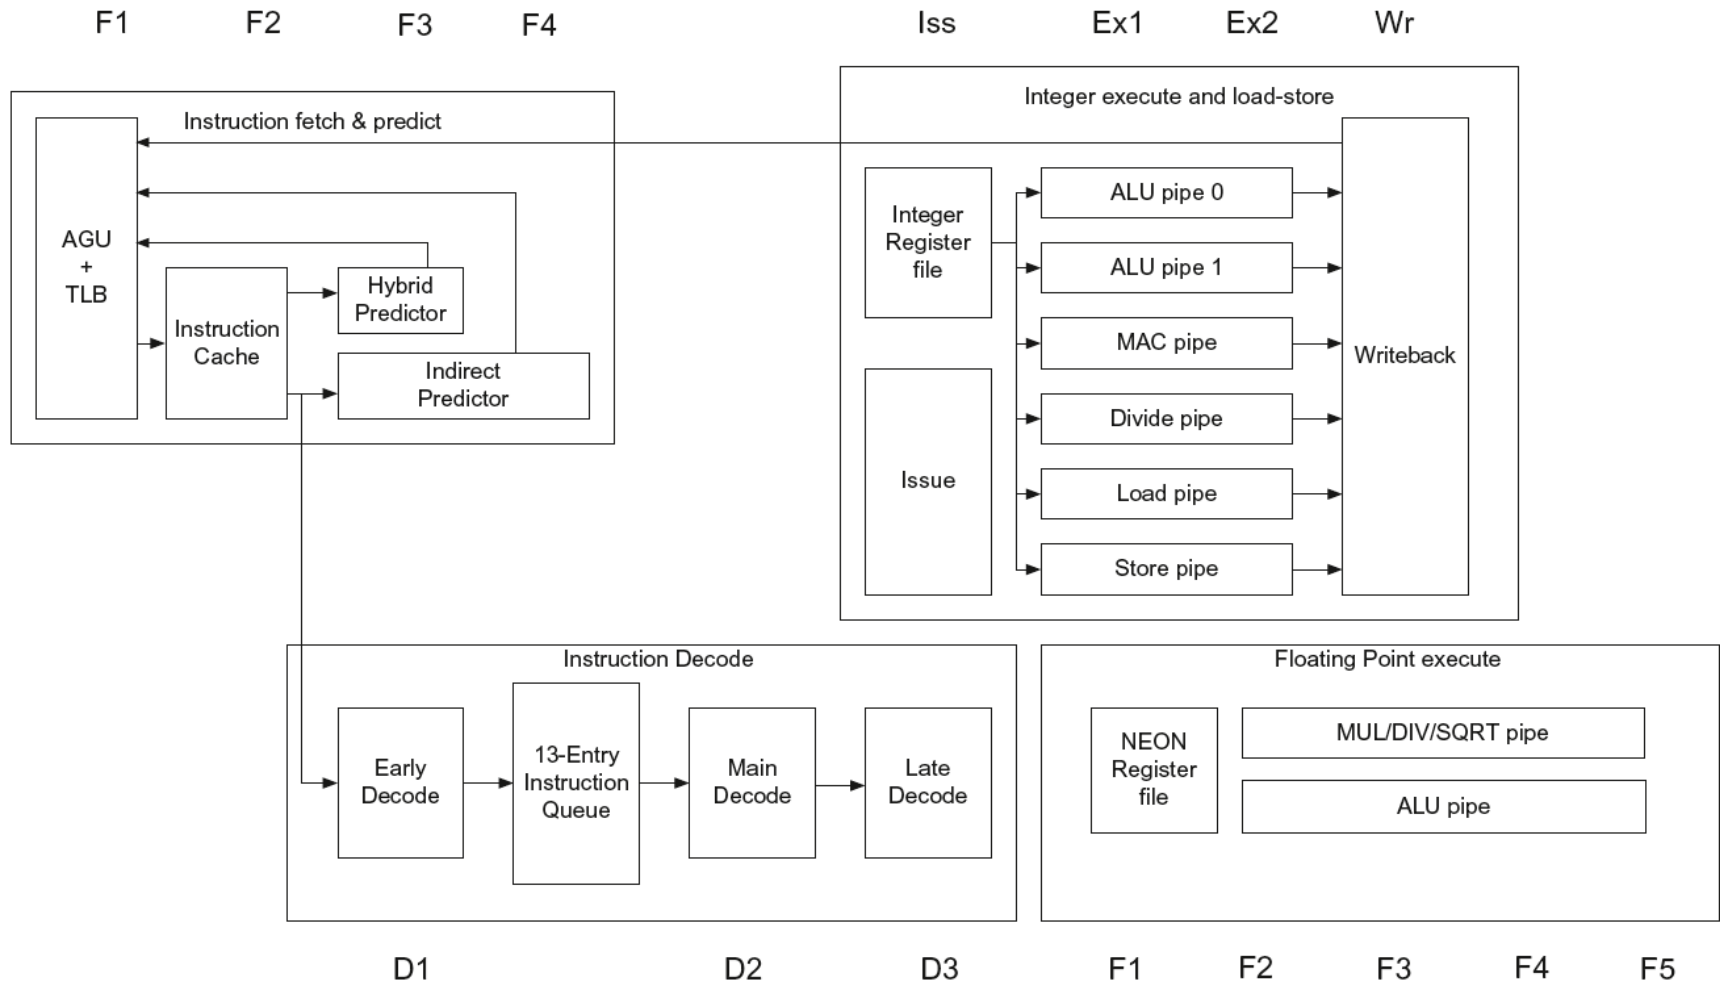 F1 F2 F3 F4 Iss Ex1 Ex2 Wr
Instruction fetch & predict
AGU
+
TLB
Instruction
Cache
Hybrid
Predictor
Indirect
Predictor
Integer execute and load-store
Integer
Register
file
Issue
ALU pipe 0
ALU pipe 1
MAC pipe
Divide pipe
Load pipe
Store pipe
Writeback
Instruction Decode
Early
Decode
13-Entry
Instruction
Queue
Main
Decode
Late
Decode
Floating Point execute
NEON
Register
file
MUL/DIV/SQRT pipe
ALU pipe
D1 D2 D3 F1 F2 F3 F4 F5